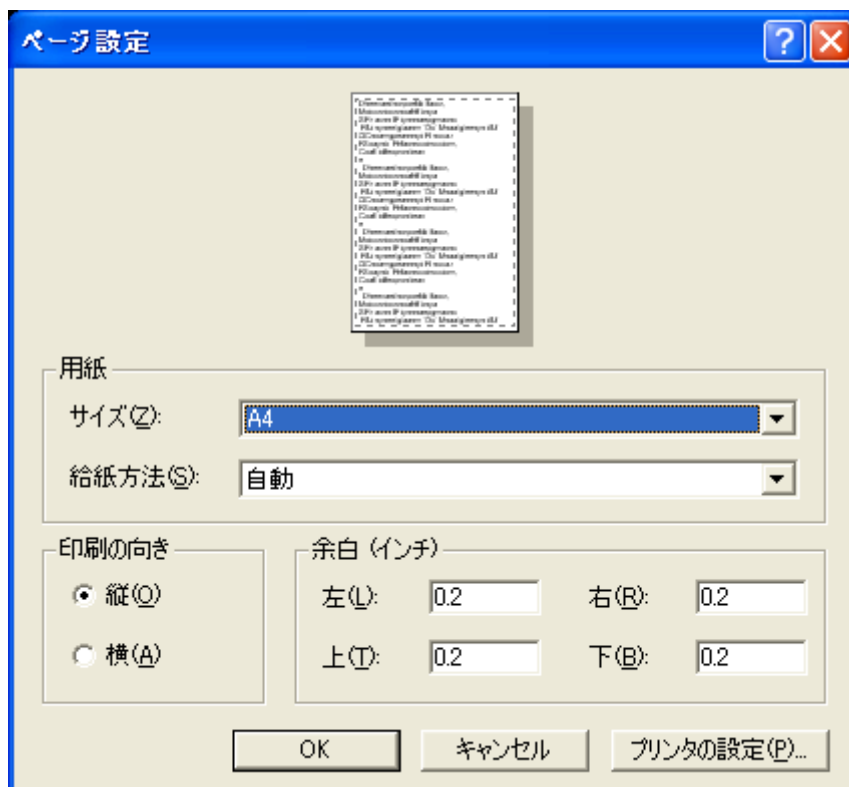 ページ設定
用紙
サイズ(Z):
A4
給紙方法(S):
自動
印刷の向き
縦(O)
横(A)
余白 (インチ)
左(L): 0.2 右(R): 0.2
上(T): 0.2 下(B): 0.2
OK キャンセル プリンタの設定(P)...